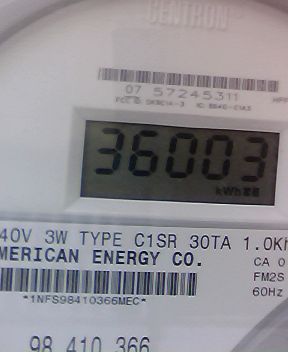 CENTRON
07 57245311
36003
kWh
40V 3W TYPE C1SR 30TA 1.0Kh
MERICAN ENERGY CO.
CA 0
FM2S
60Hz
*1NFS98410366MEC*
98 410 366